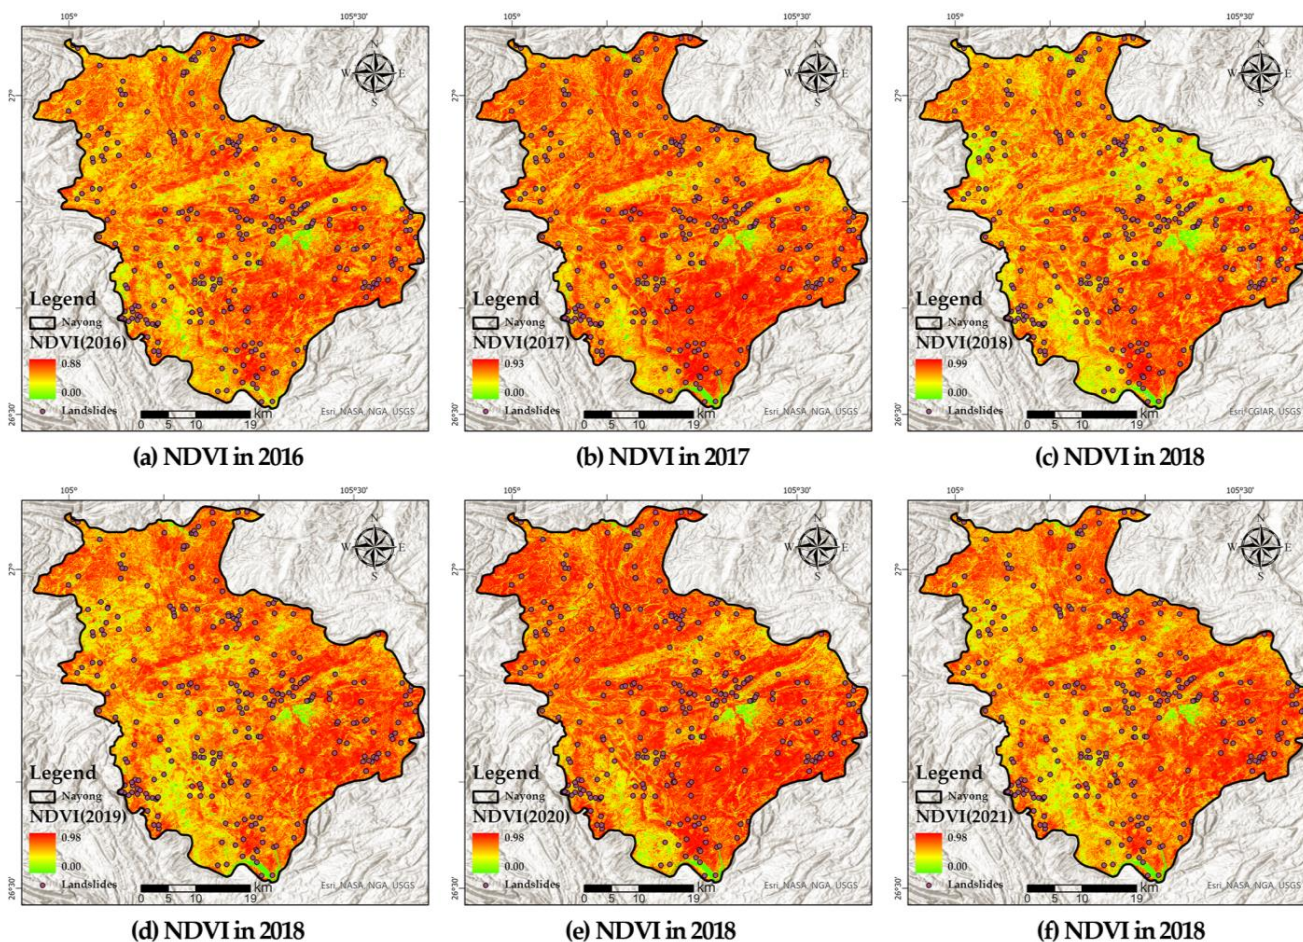 105° 105°30'
N
W E
S
27°
Legend
Nayong
NDVI(2016)
0.88
0.00
Landslides
km
0 5 10 19
Esri, NASA, NGA, USGS
26°30'
(a) NDVI in 2016
105° 105°30'
N
W E
S
27°
Legend
Nayong
NDVI(2017)
0.93
0.00
Landslides
km
0 5 10 19
Esri, NASA, NGA, USGS
26°30'
(b) NDVI in 2017
105° 105°30'
N
W E
S
27°
Legend
Nayong
NDVI(2018)
0.99
0.00
Landslides
km
0 5 10 19
Esri, CGIAR, USGS
26°30'
(c) NDVI in 2018
105° 105°30'
N
W E
S
27°
Legend
Nayong
NDVI(2019)
0.98
0.00
Landslides
km
0 5 10 19
Esri, NASA, NGA, USGS
26°30'
(d) NDVI in 2018
105° 105°30'
N
W E
S
27°
Legend
Nayong
NDVI(2020)
0.98
0.00
Landslides
km
0 5 10 19
Esri, NASA, NGA, USGS
26°30'
(e) NDVI in 2018
105° 105°30'
N
W E
S
27°
Legend
Nayong
NDVI(2021)
0.98
0.00
Landslides
km
0 5 10 19
Esri, NASA, NGA, USGS
26°30'
(f) NDVI in 2018